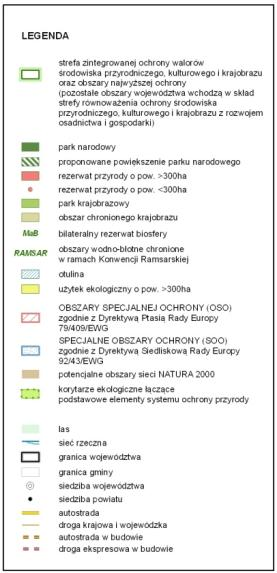 LEGENDA
strefa zintegrowanej ochrony walorów
środowiska przyrodniczego, kulturowego i krajobrazu
oraz obszary najwyższej ochrony
(pozostałe obszary województwa wchodzą w skład
strefy równoważenia ochrony środowiska
przyrodniczego, kulturowego i krajobrazu z rozwojem
osadnictwa i gospodarki)
park narodowy
proponowane powiększenie parku narodowego
rezerwat przyrody o pow. >300ha
rezerwat przyrody o pow. <300ha
park krajobrazowy
obszar chronionego krajobrazu
MaB bilateralny rezerwat biosfery
RAMSAR obszary wodno-błotne chronione
w ramach Konwencji Ramsarskiej
otulina
użytek ekologiczny o pow. >300ha
OBSZARY SPECJALNEJ OCHRONY (OSO)
zgodnie z Dyrektywą Ptasią Rady Europy
79/409/EWG
SPECJALNE OBSZARY OCHRONY (SOO)
zgodnie z Dyrektywą Siedliskową Rady Europy
92/43/EWG
potencjalne obszary sieci NATURA 2000
korytarze ekologiczne łączące
podstawowe elementy systemu ochrony przyrody
las
sieć rzeczna
granica województwa
granica gminy
siedziba województwa
siedziba powiatu
autostrada
droga krajowa i wojewódzka
autostrada w budowie
droga ekspresowa w budowie